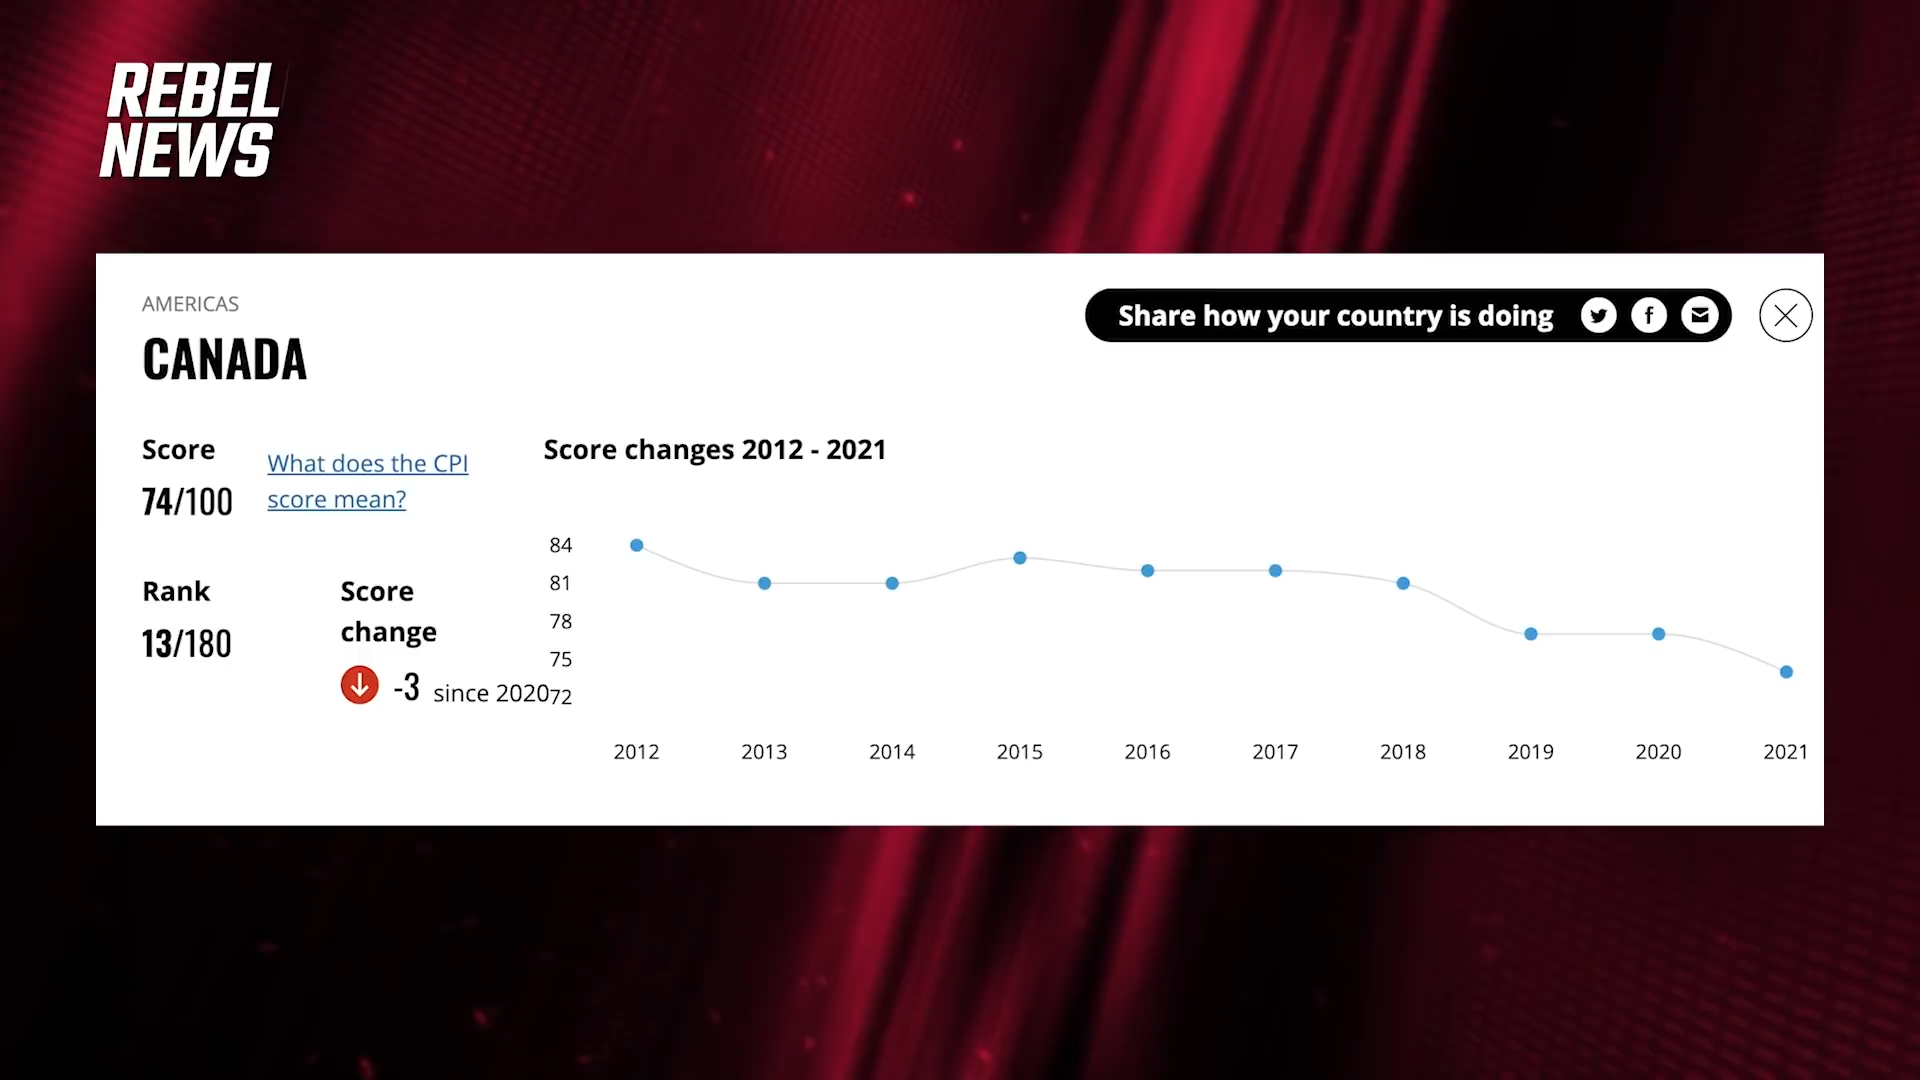 REBEL
NEWS
AMERICAS
CANADA
Share how your country is doing
Score
74/100
What does the CPI
score mean?
Rank
13/180
Score
change
-3 since 2020
Score changes 2012 - 2021
84
81
78
75
72
2012 2013 2014 2015 2016 2017 2018 2019 2020 2021